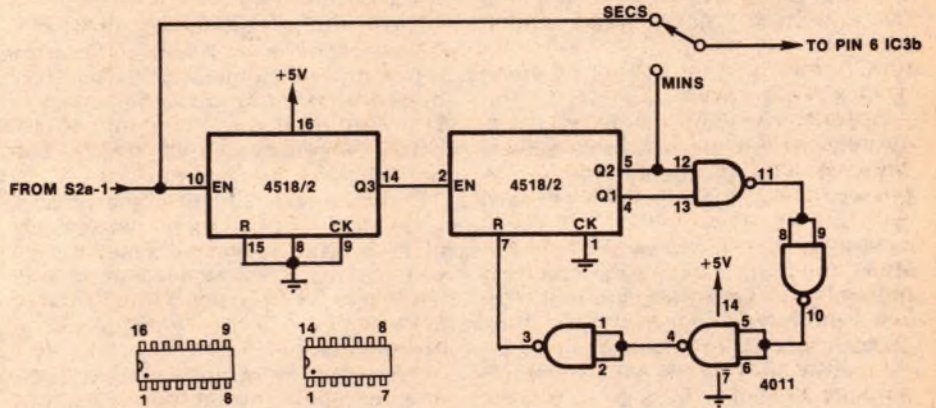 SECS
TO PIN 6 IC3b
MINS
+5V
16
FROM S2a-1
10 EN 4518/2 Q3 14
R CK
15 8 9
2 EN 4518/2 Q2 5
Q1 4
R CK
7 1
12 11
13
8 9
10
+5V
14
3 1 4 5
2 6
7 4011
16 9
1 8
14 8
1 7